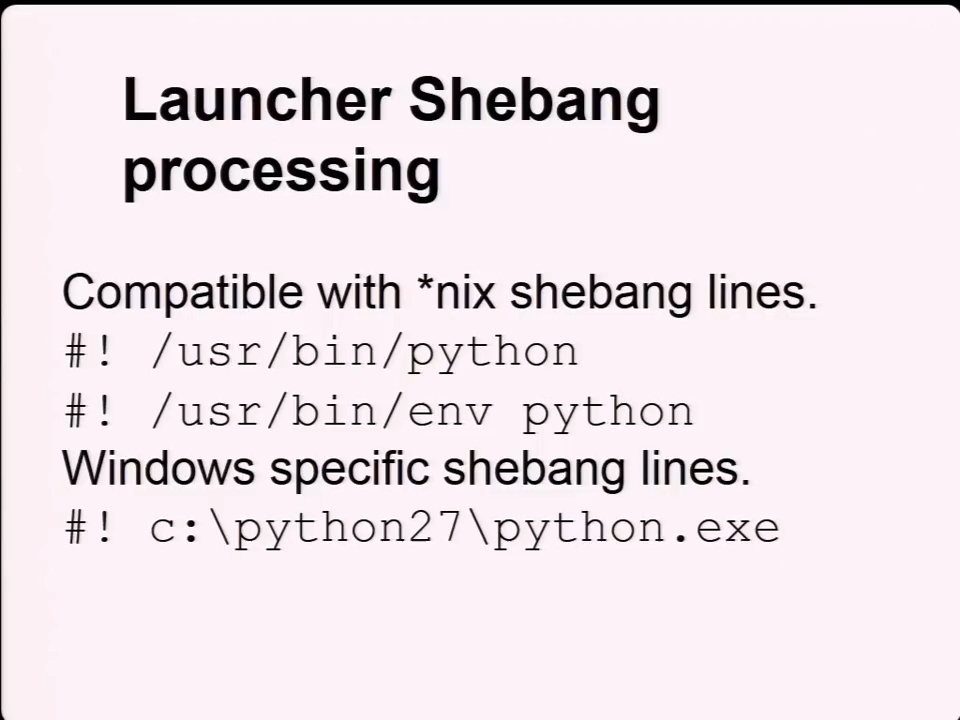 Launcher Shebang
processing
Compatible with *nix shebang lines.
#! /usr/bin/python
#! /usr/bin/env python
Windows specific shebang lines.
#! c:\python27\python.exe